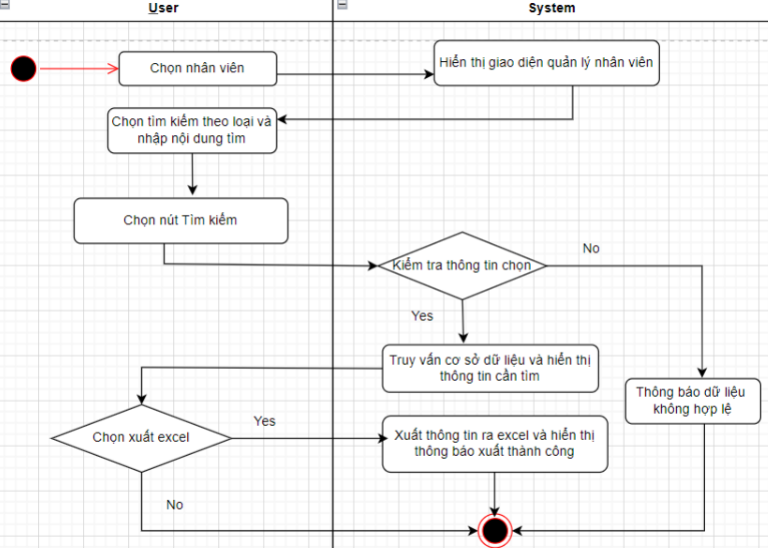 User
System
Chọn nhân viên
Hiển thị giao diện quản lý nhân viên
Chọn tìm kiếm theo loại và
nhập nội dung tìm
Chọn nút Tìm kiếm
Kiểm tra thông tin chọn
No
Yes
Truy vấn cơ sở dữ liệu và hiển thị
thông tin cần tìm
Thông báo dữ liệu
không hợp lệ
Chọn xuất excel
Yes
Xuất thông tin ra excel và hiển thị
thông báo xuất thành công
No